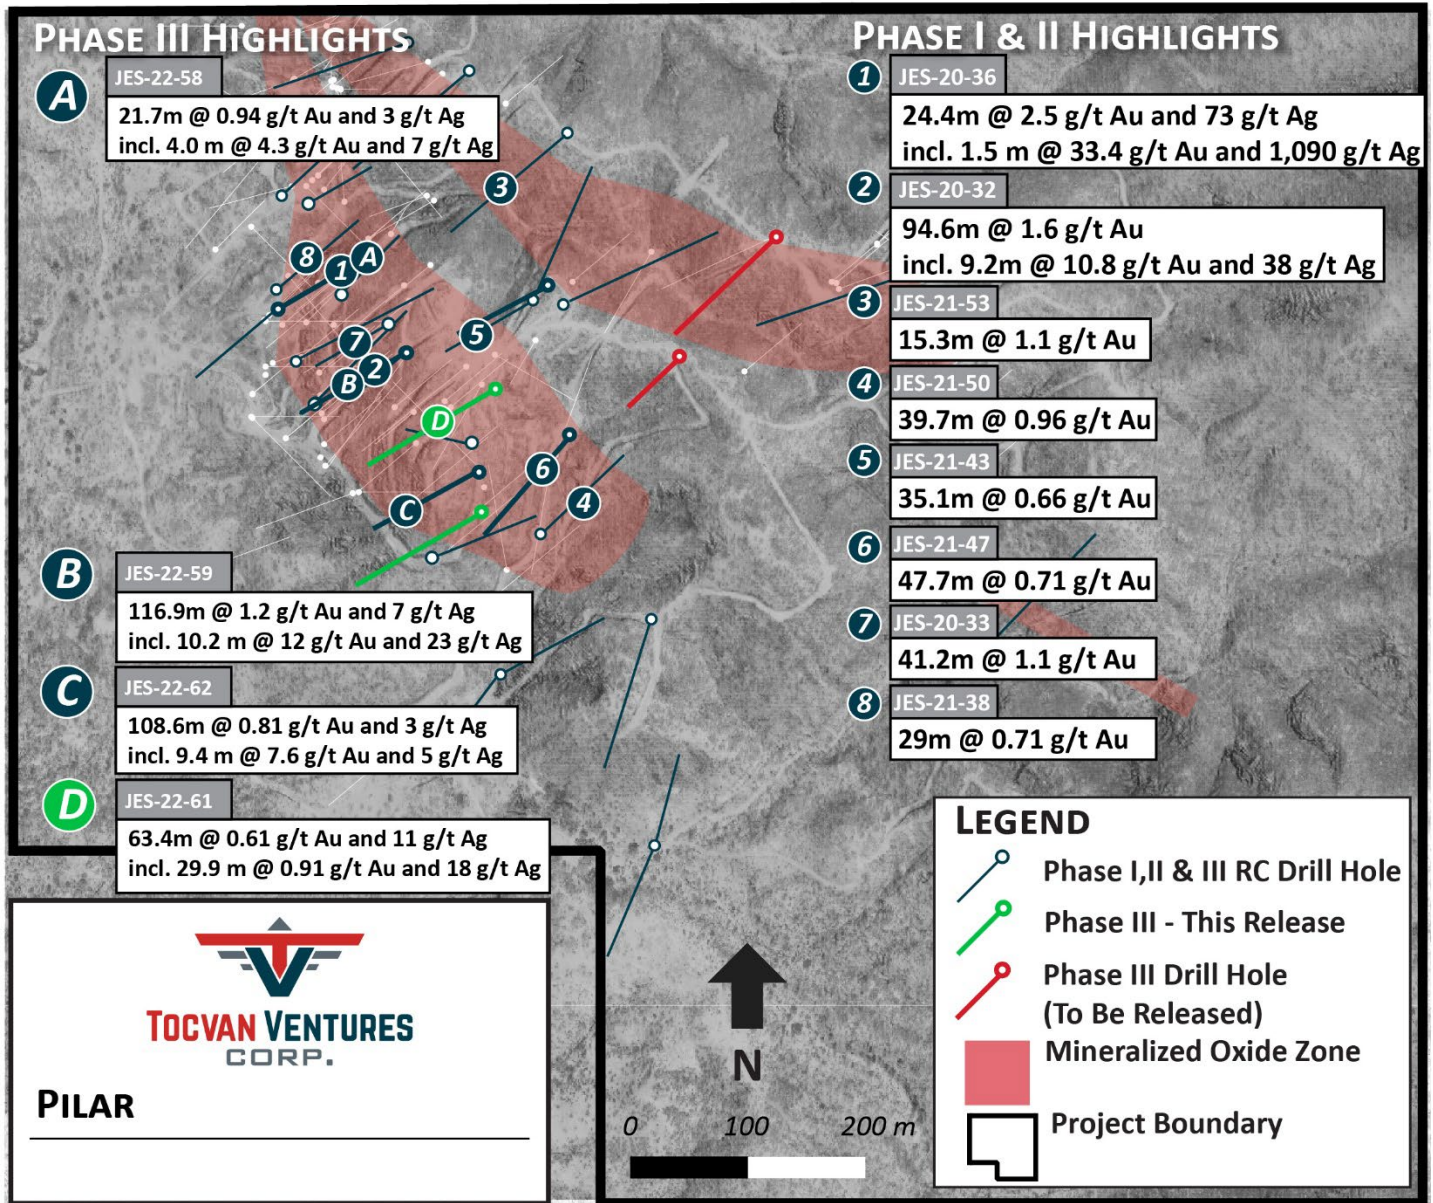 PHASE III HIGHLIGHTS
A
JES-22-58
21.7m @ 0.94 g/t Au and 3 g/t Ag
incl. 4.0 m @ 4.3 g/t Au and 7 g/t Ag
B
JES-22-59
116.9m @ 1.2 g/t Au and 7 g/t Ag
incl. 10.2 m @ 12 g/t Au and 23 g/t Ag
C
JES-22-62
108.6m @ 0.81 g/t Au and 3 g/t Ag
incl. 9.4 m @ 7.6 g/t Au and 5 g/t Ag
D
JES-22-61
63.4m @ 0.61 g/t Au and 11 g/t Ag
incl. 29.9 m @ 0.91 g/t Au and 18 g/t Ag
PHASE I & II HIGHLIGHTS
1
JES-20-36
24.4m @ 2.5 g/t Au and 73 g/t Ag
incl. 1.5 m @ 33.4 g/t Au and 1,090 g/t Ag
2
JES-20-32
94.6m @ 1.6 g/t Au
incl. 9.2m @ 10.8 g/t Au and 38 g/t Ag
3
JES-21-53
15.3m @ 1.1 g/t Au
4
JES-21-50
39.7m @ 0.96 g/t Au
5
JES-21-43
35.1m @ 0.66 g/t Au
6
JES-21-47
47.7m @ 0.71 g/t Au
7
JES-20-33
41.2m @ 1.1 g/t Au
8
JES-21-38
29m @ 0.71 g/t Au
3
8
1
A
7
5
2
B
D
6
4
C
TOCVAN VENTURES
CORP.
PILAR
N
0 100 200 m
LEGEND
Phase I,II & III RC Drill Hole
Phase III - This Release
Phase III Drill Hole
(To Be Released)
Mineralized Oxide Zone
Project Boundary